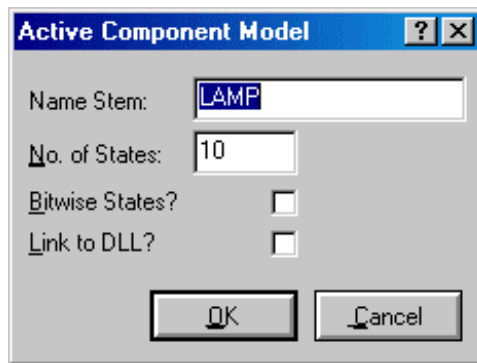 Active Component Model
Name Stem: LAMP
No. of States: 10
Bitwise States?
Link to DLL?
OK Cancel